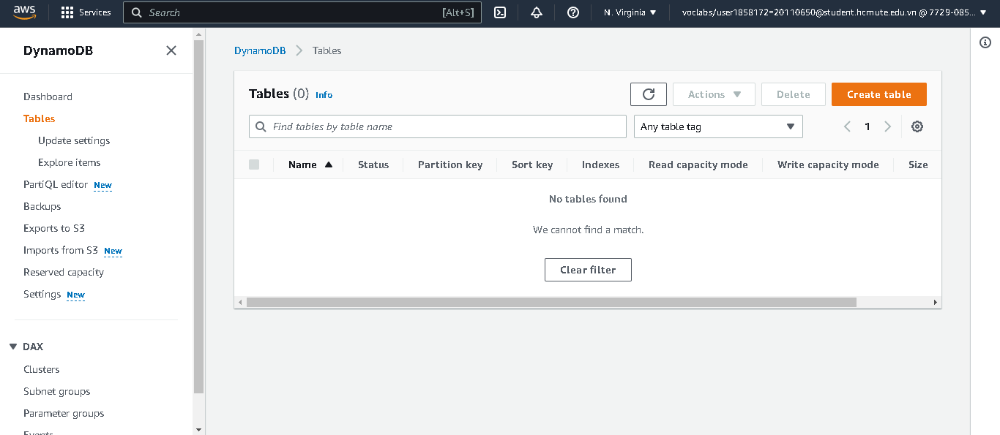 aws
Services
Search
[Alt+S]
N. Virginia
voclabs/user1858172=20110650@student.hcmute.edu.vn @ 7729-085...
DynamoDB
Dashboard
Tables
Update settings
Explore items
PartiQL editor New
Backups
Exports to S3
Imports from S3 New
Reserved capacity
Settings New
DAX
Clusters
Subnet groups
Parameter groups
Events
DynamoDB
Tables
Tables (0) Info
Actions
Delete
Create table
Find tables by table name
Any table tag
1
Name
Status
Partition key
Sort key
Indexes
Read capacity mode
Write capacity mode
Size
No tables found
We cannot find a match.
Clear filter